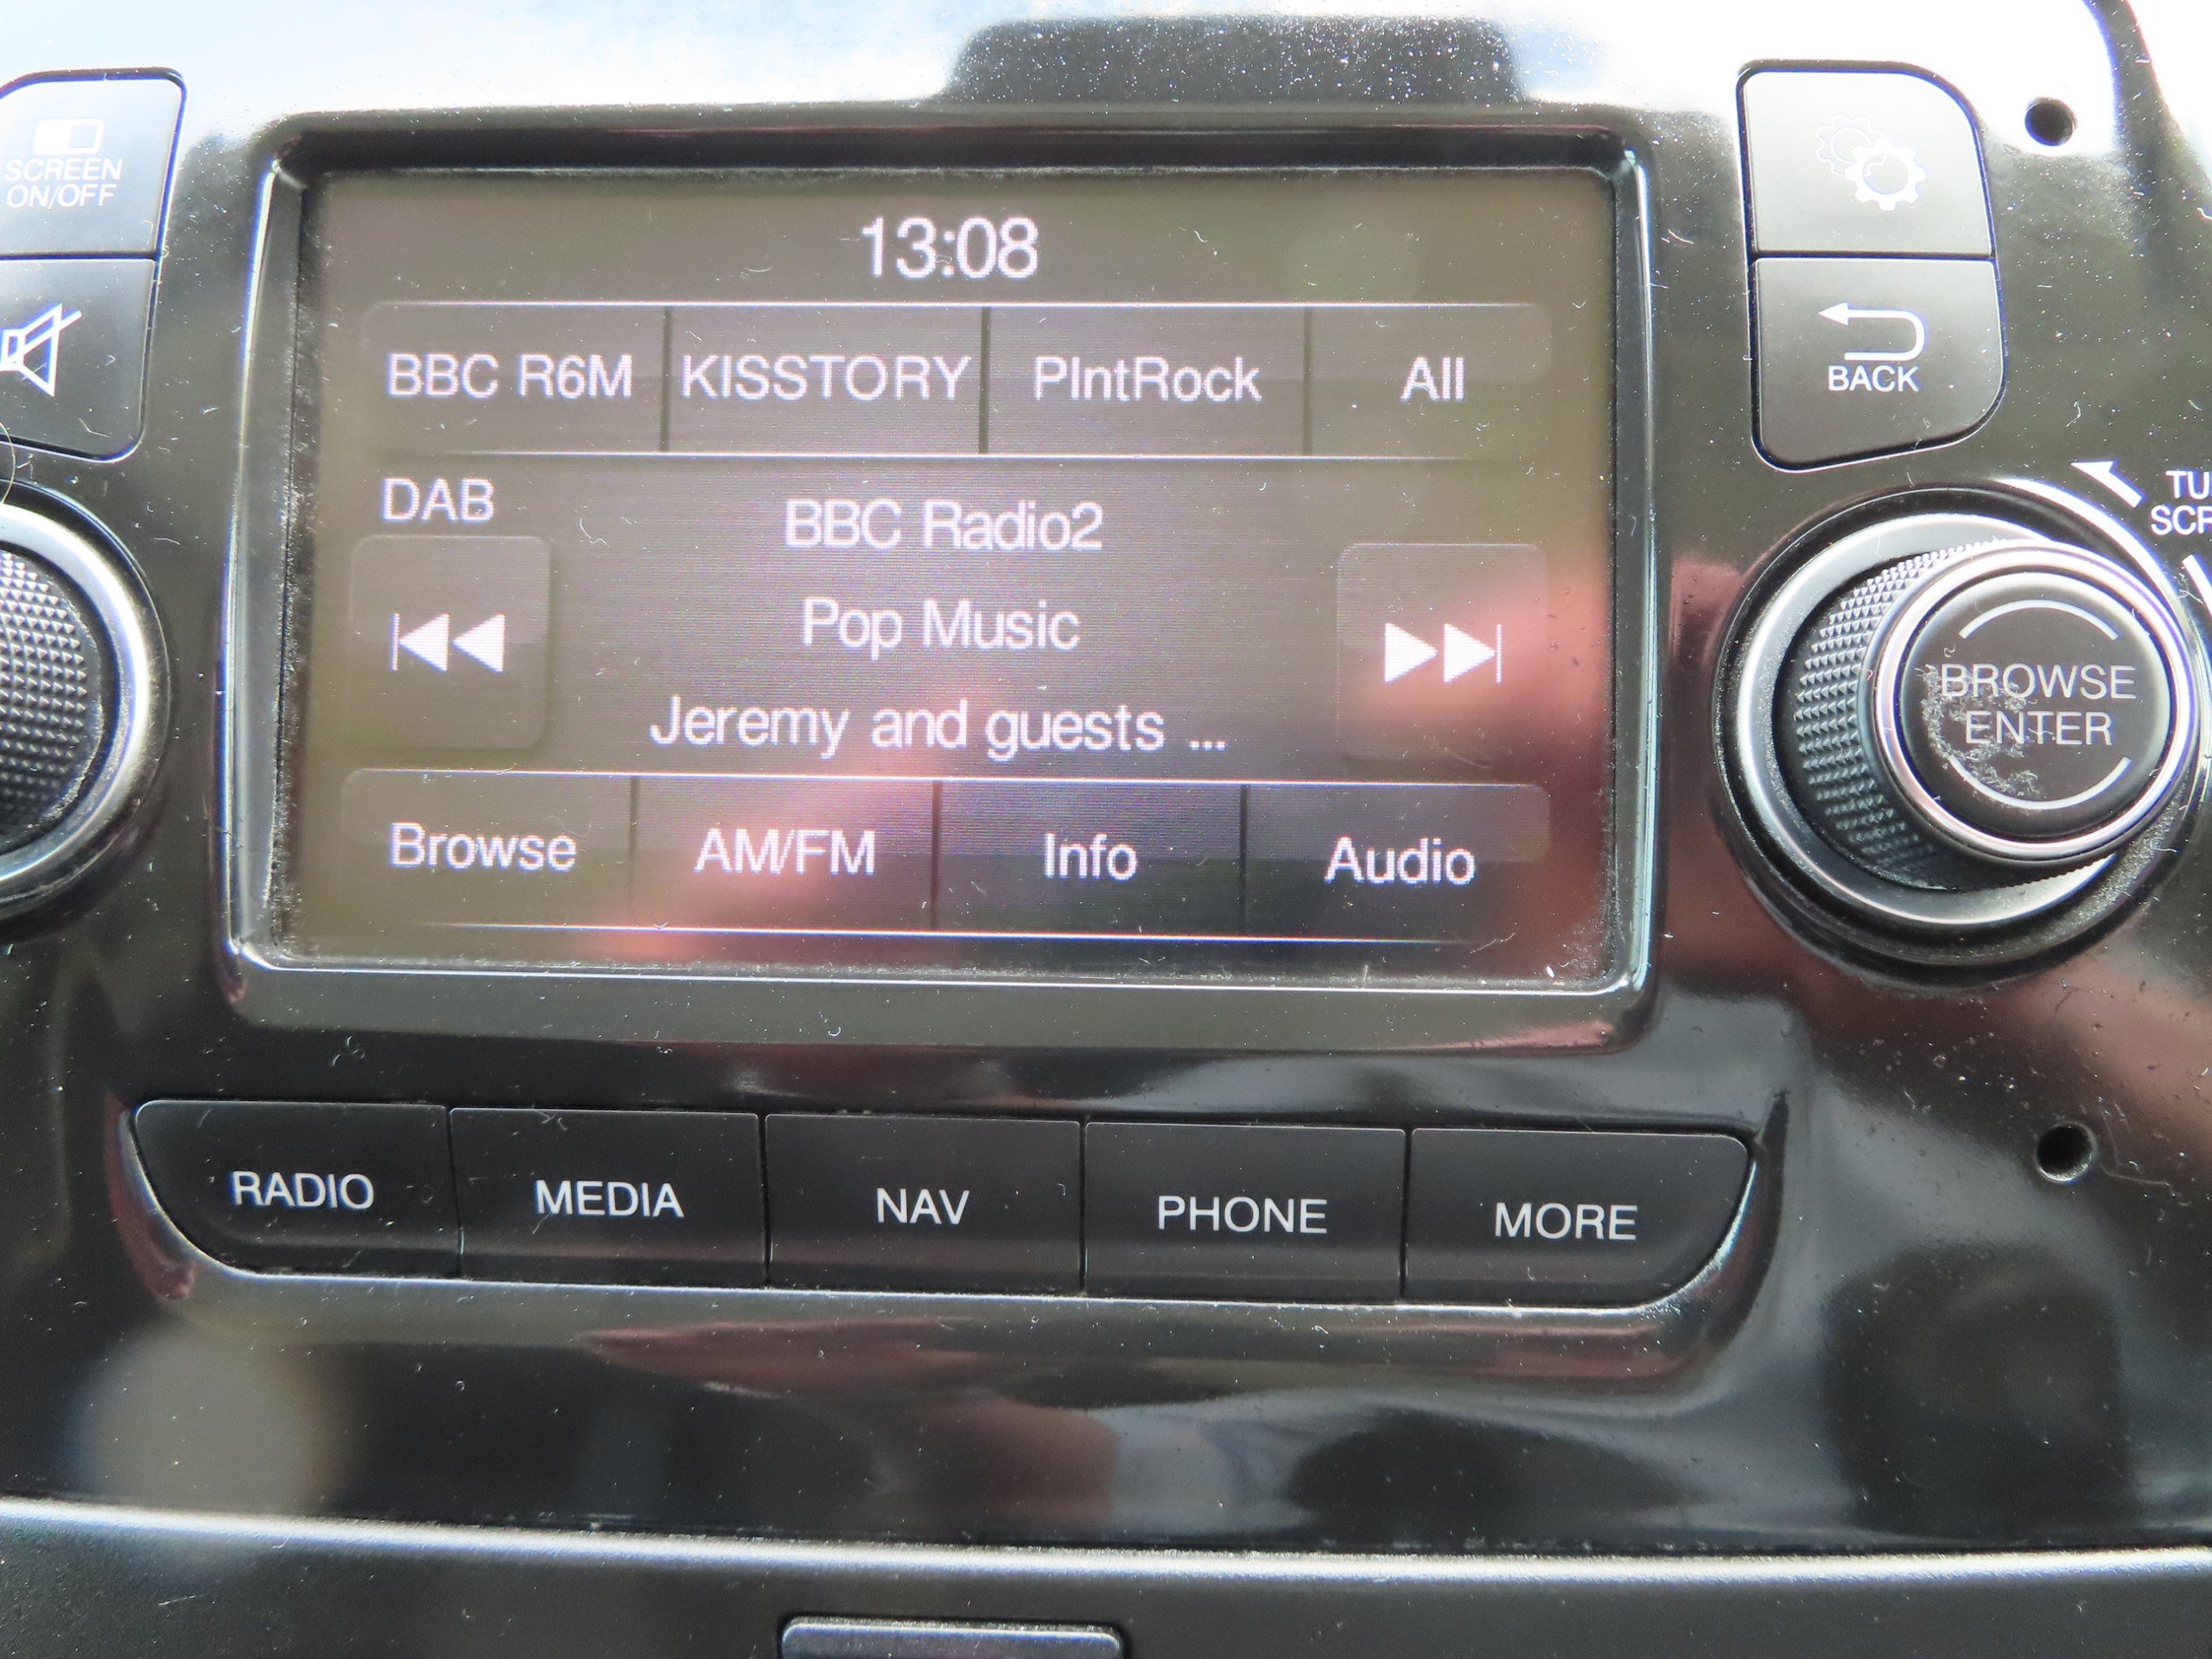 SCREEN
ON/OFF
13:08
BBC R6M
KISSTORY
PlntRock
All
BACK
DAB
BBC Radio2
Pop Music
Jeremy and guests ...
BROWSE
ENTER
Browse
AM/FM
Info
Audio
RADIO
MEDIA
NAV
PHONE
MORE